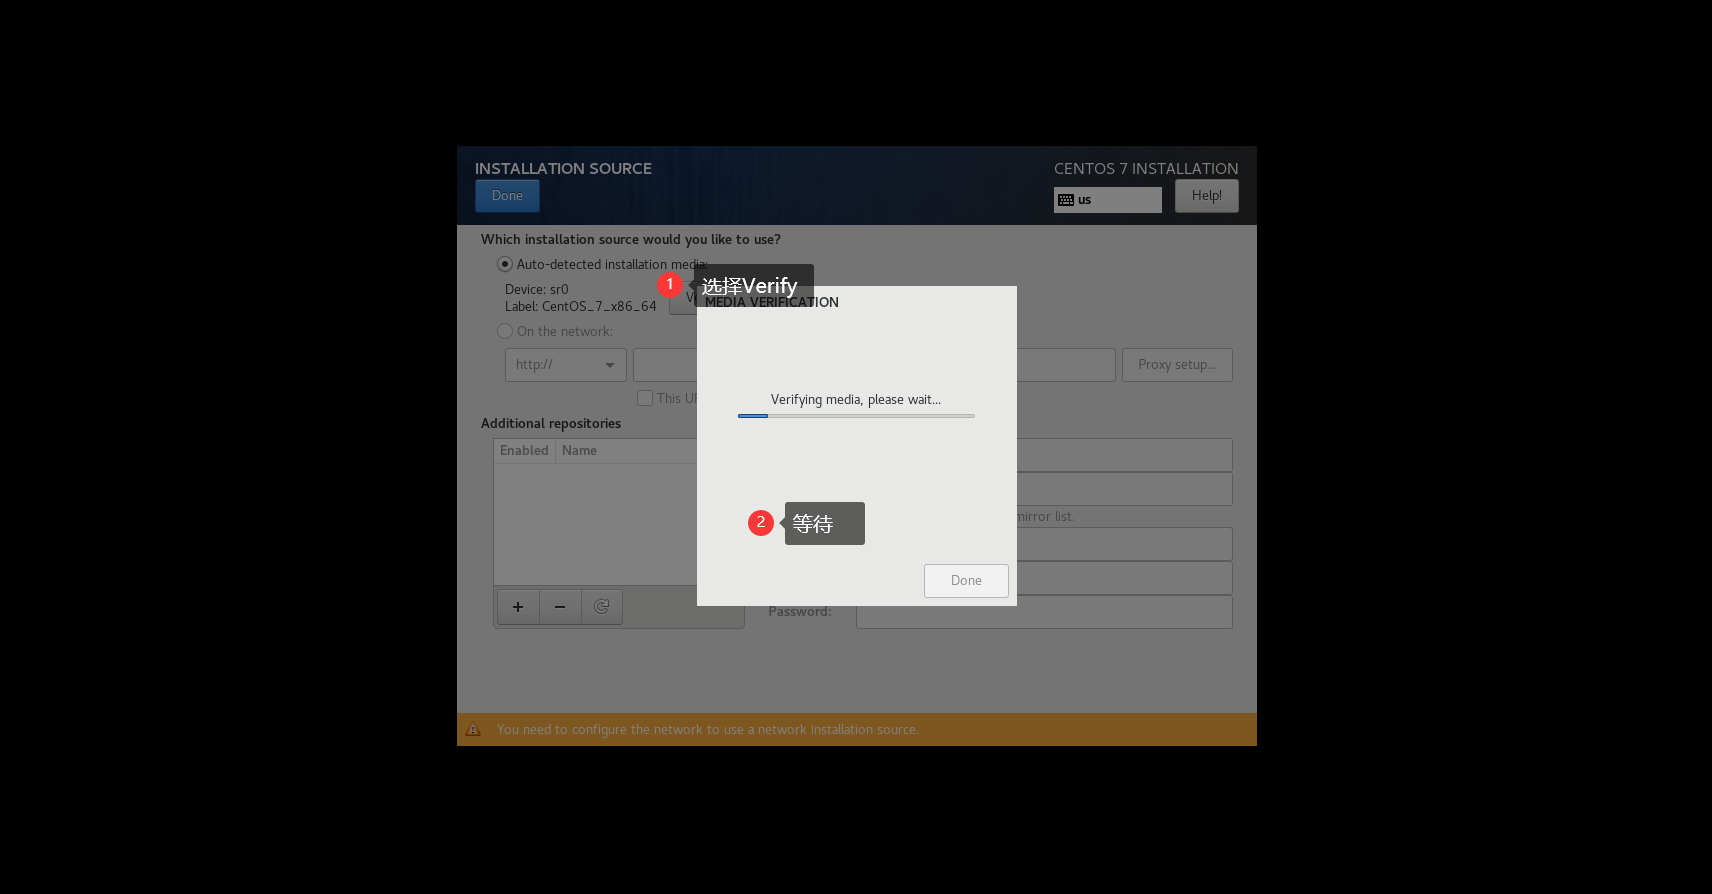 INSTALLATION SOURCE
CENTOS 7 INSTALLATION
Done
us
Help!
Which installation source would you like to use?
Auto-detected installation media:
1
选择Verify
Device: sr0
Label: CentOS_7_x86_64
MEDIA VERIFICATION
On the network:
http://
Proxy setup...
This
Verifying media, please wait...
Additional repositories
Enabled
Name
mirror list.
2
等待
Done
Password:
You need to configure the network to use a network installation source.